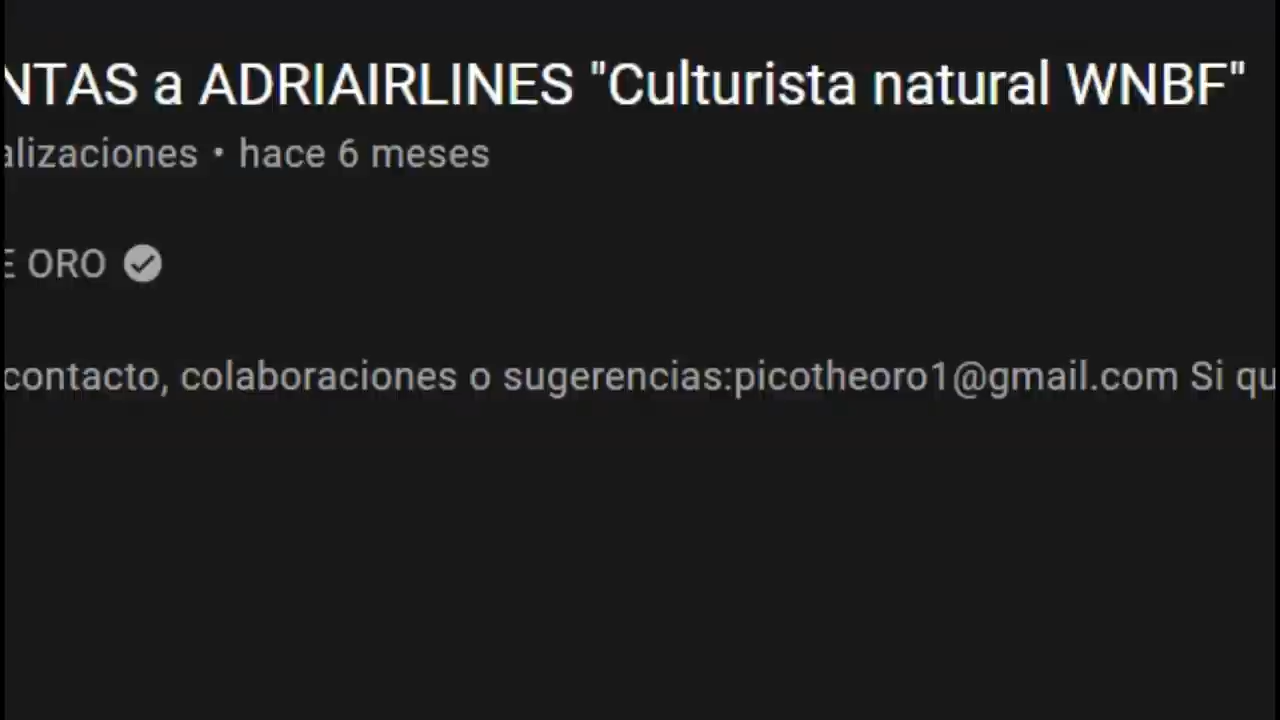 NTAS a ADRIAIRLINES "Culturista natural WNBF"
alizaciones • hace 6 meses
E ORO
contacto, colaboraciones o sugerencias:picotheoro1@gmail.com Si qu